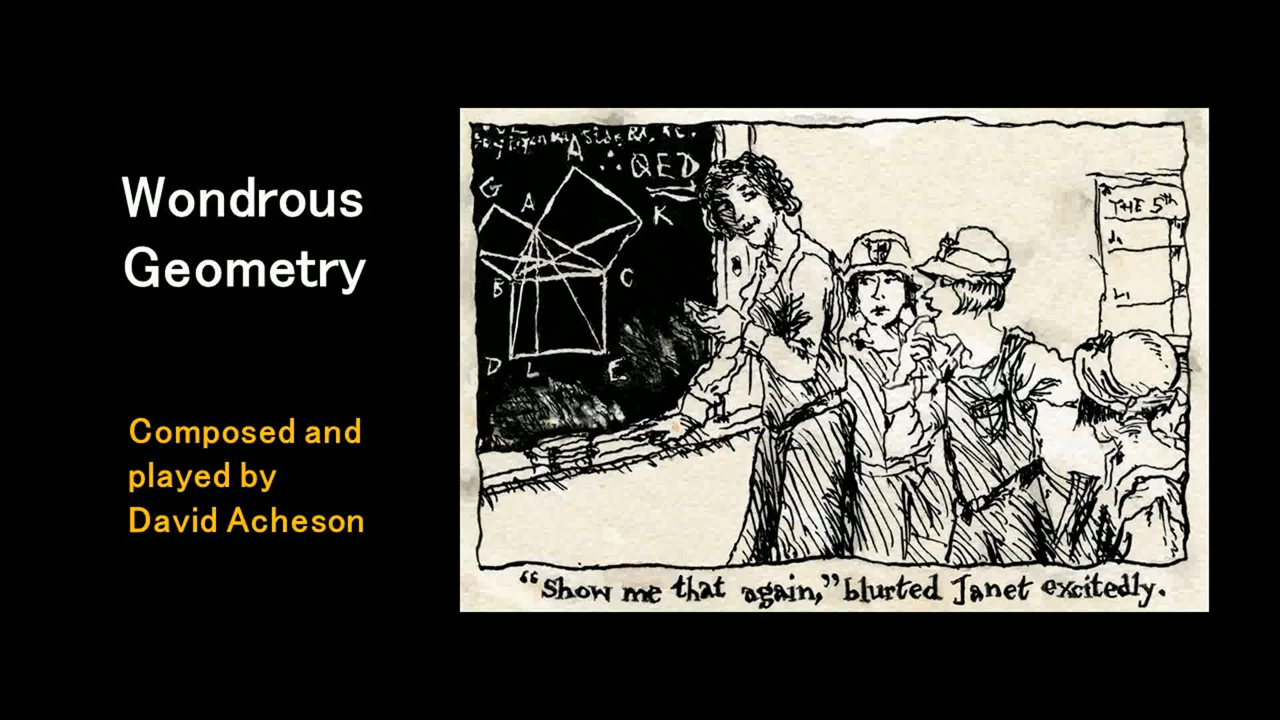 Wondrous
Geometry
Composed and
played by
David Acheson
A
QED
G
A
K
B
C
D L E
THE 5th
"Show me that again," blurted Janet excitedly.